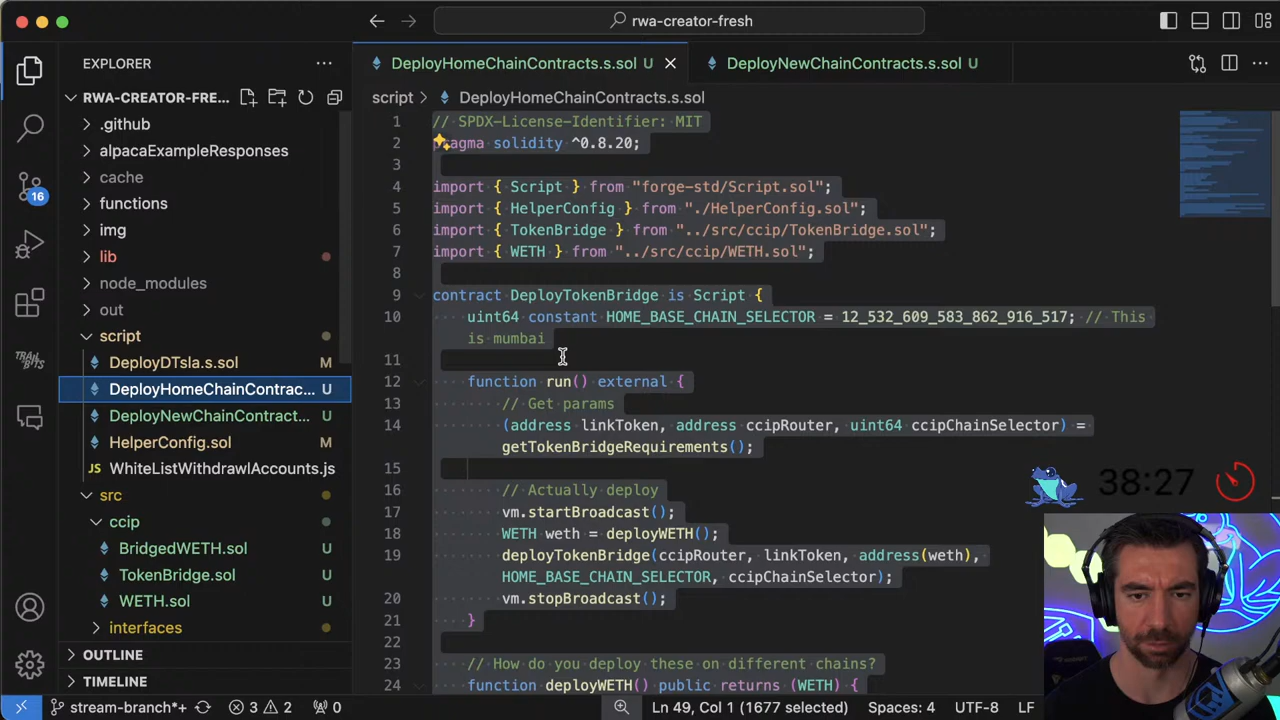 rwa-creator-fresh
EXPLORER
RWA-CREATOR-FRE...
.github
alpacaExampleResponses
cache
functions
img
lib
node_modules
out
script
DeployDTsla.s.sol M
DeployHomeChainContrac... U
DeployNewChainContract... U
HelperConfig.sol M
JS WhiteListWithdrawlAccounts.js
src
ccip
BridgedWETH.sol U
TokenBridge.sol U
WETH.sol U
interfaces
OUTLINE
TIMELINE
16
TRAIL
BITS
DeployHomeChainContracts.s.sol U
DeployNewChainContracts.s.sol U
script > DeployHomeChainContracts.s.sol
1 // SPDX-License-Identifier: MIT
2 pragma solidity ^0.8.20;
3
4 import { Script } from "forge-std/Script.sol";
5 import { HelperConfig } from "./HelperConfig.sol";
6 import { TokenBridge } from "../src/ccip/TokenBridge.sol";
7 import { WETH } from "../src/ccip/WETH.sol";
8
9 contract DeployTokenBridge is Script {
10 uint64 constant HOME_BASE_CHAIN_SELECTOR = 12_532_609_583_862_916_517; // This
is mumbai
11
12 function run() external {
13 // Get params
14 (address linkToken, address ccipRouter, uint64 ccipChainSelector) =
getTokenBridgeRequirements();
15
16 // Actually deploy
17 vm.startBroadcast();
18 WETH weth = deployWETH();
19 deployTokenBridge(ccipRouter, linkToken, address(weth),
HOME_BASE_CHAIN_SELECTOR, ccipChainSelector);
20 vm.stopBroadcast();
21 }
22
23 // How do you deploy these on different chains?
24 function deployWETH() public returns (WETH) {
38:27
stream-branch*+ 3 2 0 Ln 49, Col 1 (1677 selected) Spaces: 4 UTF-8 LF